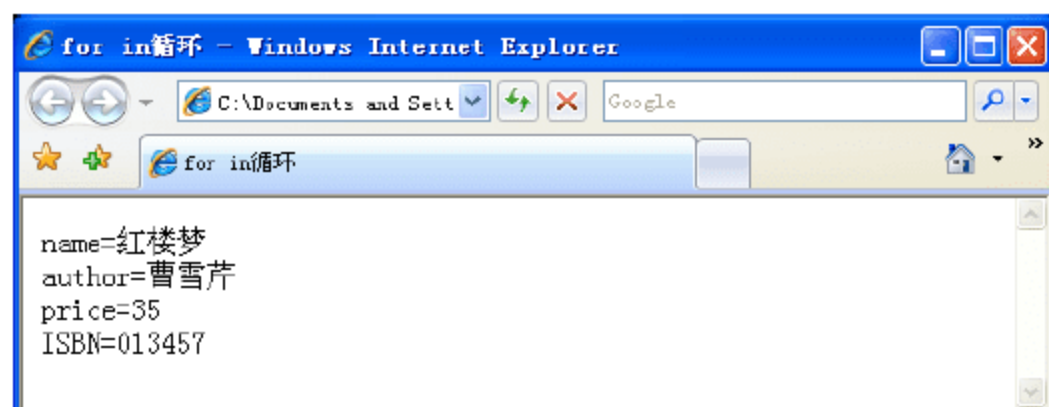 for in循环 - Windows Internet Explorer
C:\Documents and Sett
Google
for in循环
name=红楼梦
author=曹雪芹
price=35
ISBN=013457